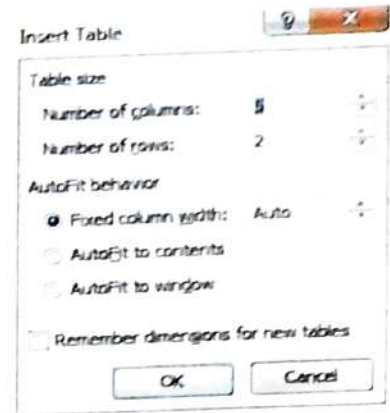 Insert Table
Table size
Number of columns: 5
Number of rows: 2
AutoFit behavior
Fixed column width: Auto
AutoFit to contents
AutoFit to window
Remember dimensions for new tables
OK Cancel